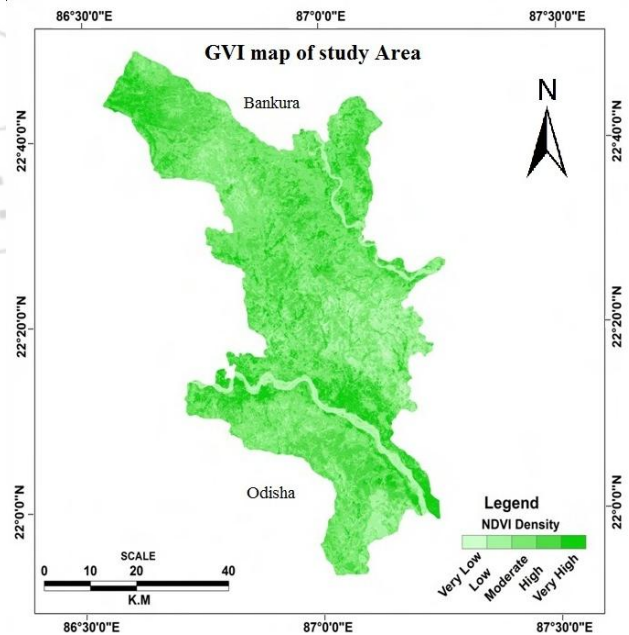 86°30'0"E 87°0'0"E 87°30'0"E
GVI map of study Area
Bankura
N
22°40'0"N 22°40'0"N
22°20'0"N 22°20'0"N
22°0'0"N 22°0'0"N
Odisha
Legend
NDVI Density
Very Low
Low
Moderate
High
Very High
SCALE
0 10 20 40
K.M
86°30'0"E 87°0'0"E 87°30'0"E